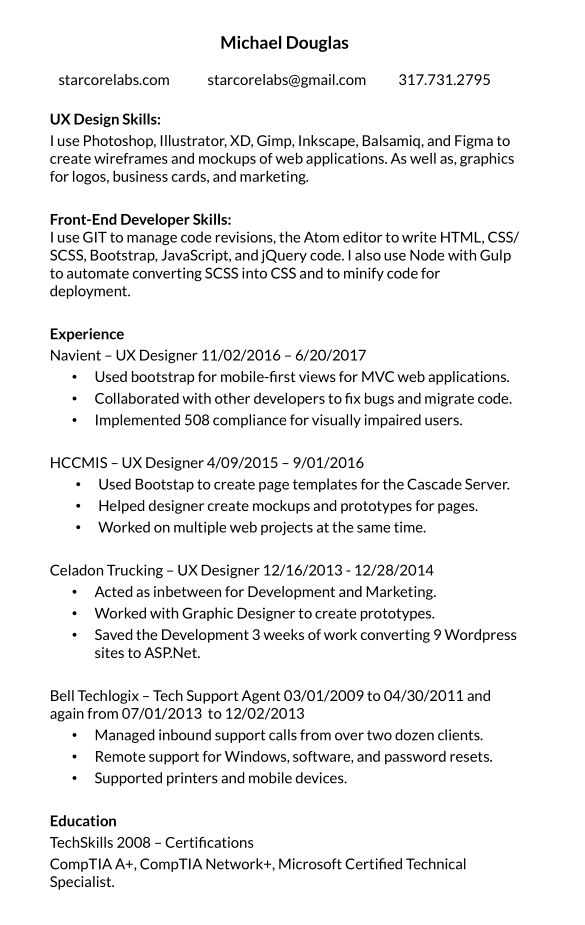 Michael Douglas
starcorelabs.com starcorelabs@gmail.com 317.731.2795
UX Design Skills:
I use Photoshop, Illustrator, XD, Gimp, Inkscape, Balsamiq, and Figma to
create wireframes and mockups of web applications. As well as, graphics
for logos, business cards, and marketing.
Front-End Developer Skills:
I use GIT to manage code revisions, the Atom editor to write HTML, CSS/
SCSS, Bootstrap, JavaScript, and jQuery code. I also use Node with Gulp
to automate converting SCSS into CSS and to minify code for
deployment.
Experience
Navient – UX Designer 11/02/2016 – 6/20/2017
• Used bootstrap for mobile-first views for MVC web applications.
• Collaborated with other developers to fix bugs and migrate code.
• Implemented 508 compliance for visually impaired users.
HCCMIS – UX Designer 4/09/2015 – 9/01/2016
• Used Bootstap to create page templates for the Cascade Server.
• Helped designer create mockups and prototypes for pages.
• Worked on multiple web projects at the same time.
Celadon Trucking – UX Designer 12/16/2013 - 12/28/2014
• Acted as inbetween for Development and Marketing.
• Worked with Graphic Designer to create prototypes.
• Saved the Development 3 weeks of work converting 9 Wordpress
sites to ASP.Net.
Bell Techlogix – Tech Support Agent 03/01/2009 to 04/30/2011 and
again from 07/01/2013 to 12/02/2013
• Managed inbound support calls from over two dozen clients.
• Remote support for Windows, software, and password resets.
• Supported printers and mobile devices.
Education
TechSkills 2008 – Certifications
CompTIA A+, CompTIA Network+, Microsoft Certified Technical
Specialist.